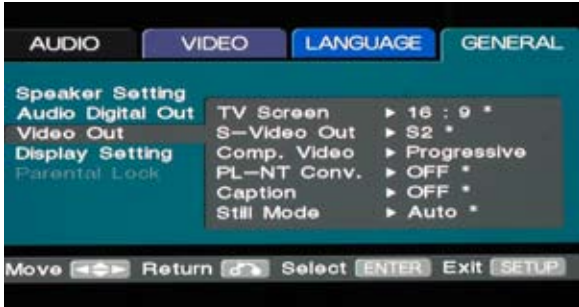 AUDIO VIDEO LANGUAGE GENERAL
Speaker Setting
Audio Digital Out
Video Out
Display Setting
Parental Lock
TV Screen ▶ 16 : 9 *
S-Video Out ▶ S2 *
Comp. Video ▶ Progressive
PL-NT Conv. ▶ OFF *
Caption ▶ OFF *
Still Mode ▶ Auto *
Move Return Select ENTER Exit SETUP